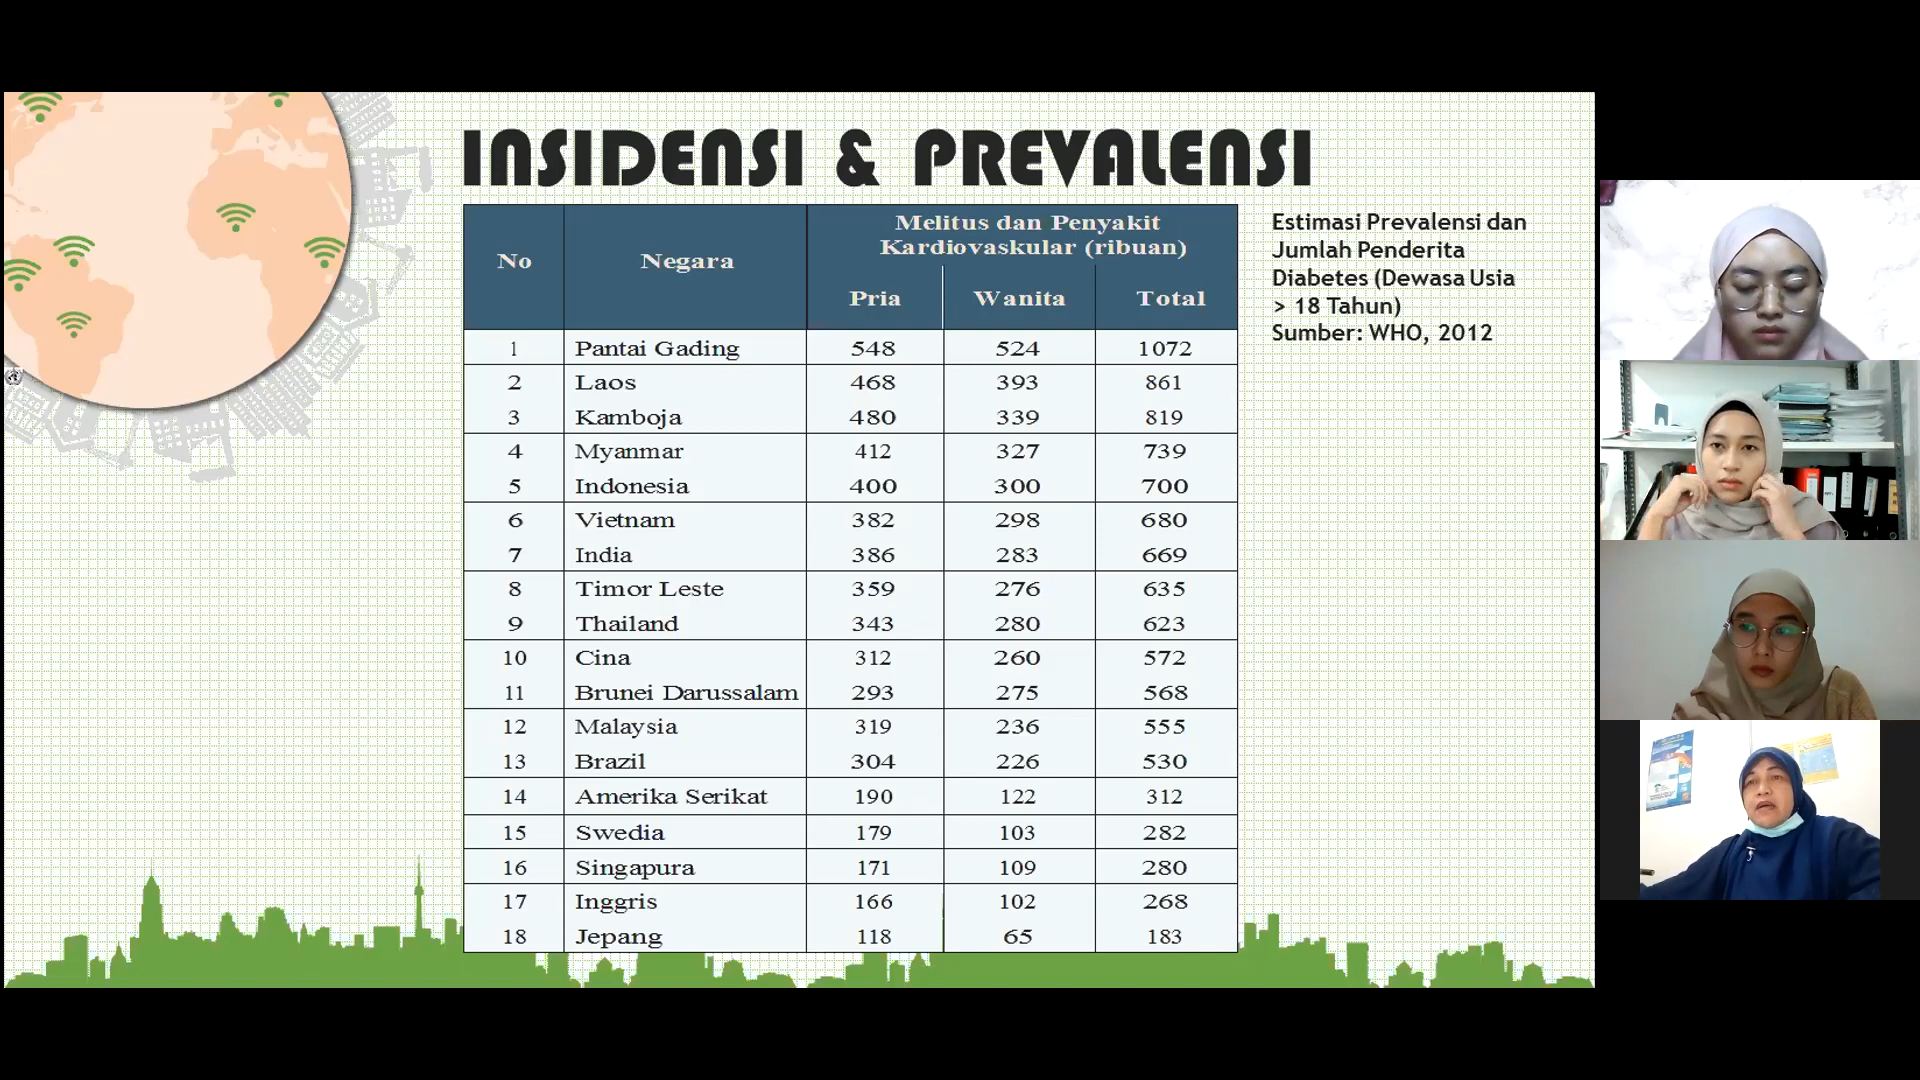 INSIDENSI & PREVALENSI
No Negara Melitus dan Penyakit
Kardiovaskular (ribuan)
Pria Wanita Total
1 Pantai Gading 548 524 1072
2 Laos 468 393 861
3 Kamboja 480 339 819
4 Myanmar 412 327 739
5 Indonesia 400 300 700
6 Vietnam 382 298 680
7 India 386 283 669
8 Timor Leste 359 276 635
9 Thailand 343 280 623
10 Cina 312 260 572
11 Brunei Darussalam 293 275 568
12 Malaysia 319 236 555
13 Brazil 304 226 530
14 Amerika Serikat 190 122 312
15 Swedia 179 103 282
16 Singapura 171 109 280
17 Inggris 166 102 268
18 Jepang 118 65 183
Estimasi Prevalensi dan
Jumlah Penderita
Diabetes (Dewasa Usia
> 18 Tahun)
Sumber: WHO, 2012